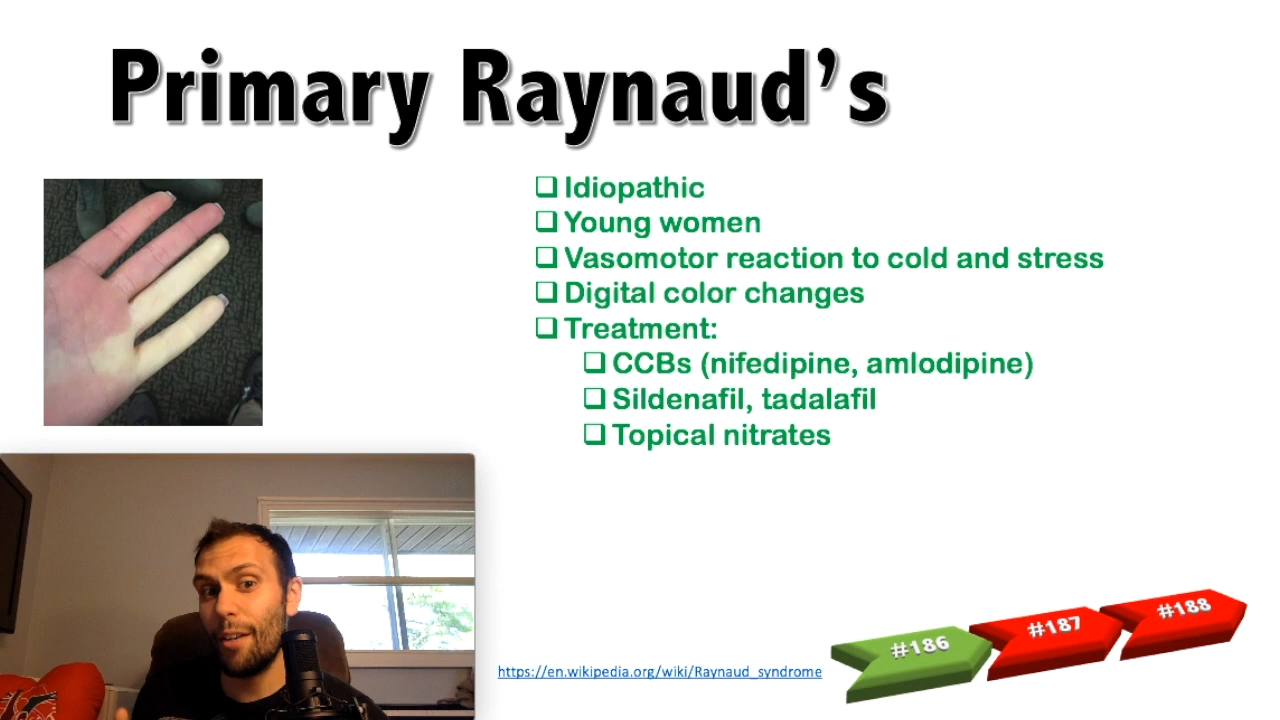 Primary Raynaud's
❑ Idiopathic
❑ Young women
❑ Vasomotor reaction to cold and stress
❑ Digital color changes
❑ Treatment:
❑ CCBs (nifedipine, amlodipine)
❑ Sildenafil, tadalafil
❑ Topical nitrates
#186
#187
#188
https://en.wikipedia.org/wiki/Raynaud_syndrome